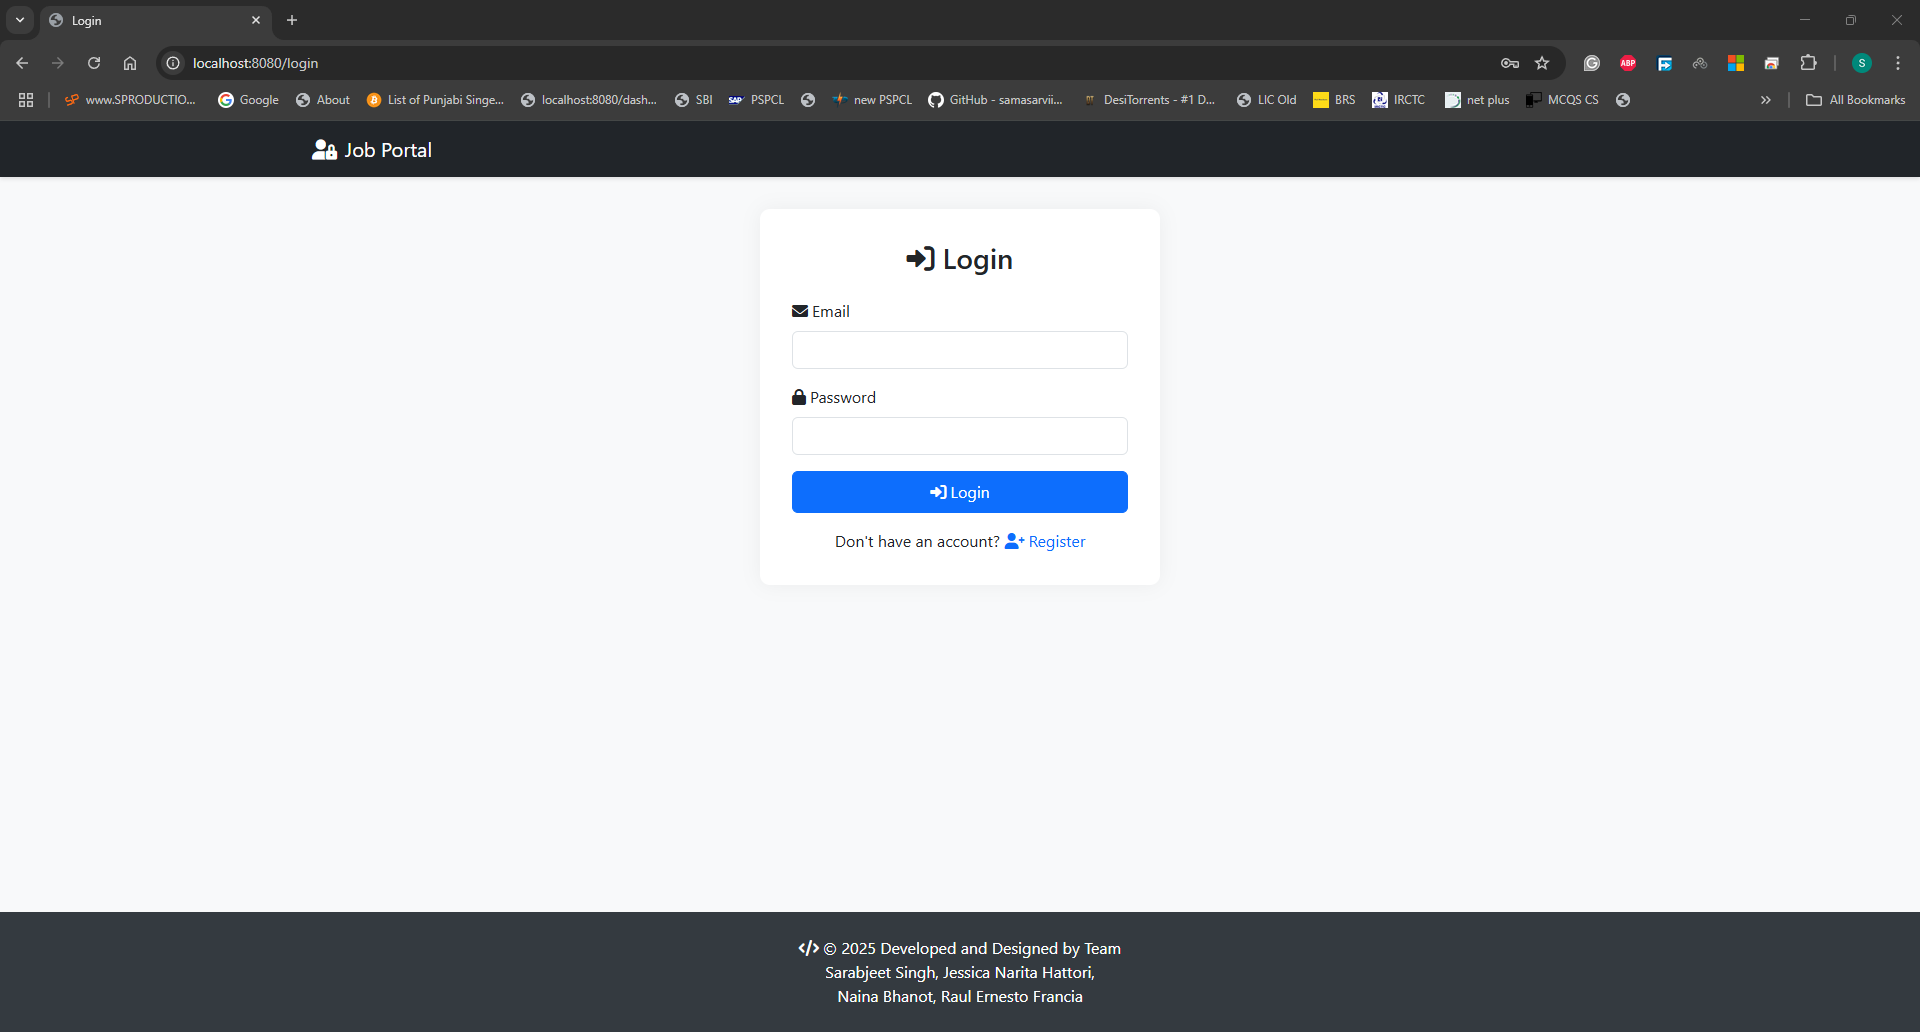 Login
localhost:8080/login
S
www.SPRODUCTIO...
Google
About
List of Punjabi Singe...
localhost:8080/dash...
SBI
SAP
PSPCL
new PSPCL
GitHub - samasarvii...
DesiTorrents - #1 D...
LIC Old
BRS
IRCTC
net plus
MCQS CS
All Bookmarks
ABP
Job Portal
Login
Email
Password
Login
Don't have an account? Register
</> © 2025 Developed and Designed by Team
Sarabjeet Singh, Jessica Narita Hattori,
Naina Bhanot, Raul Ernesto Francia